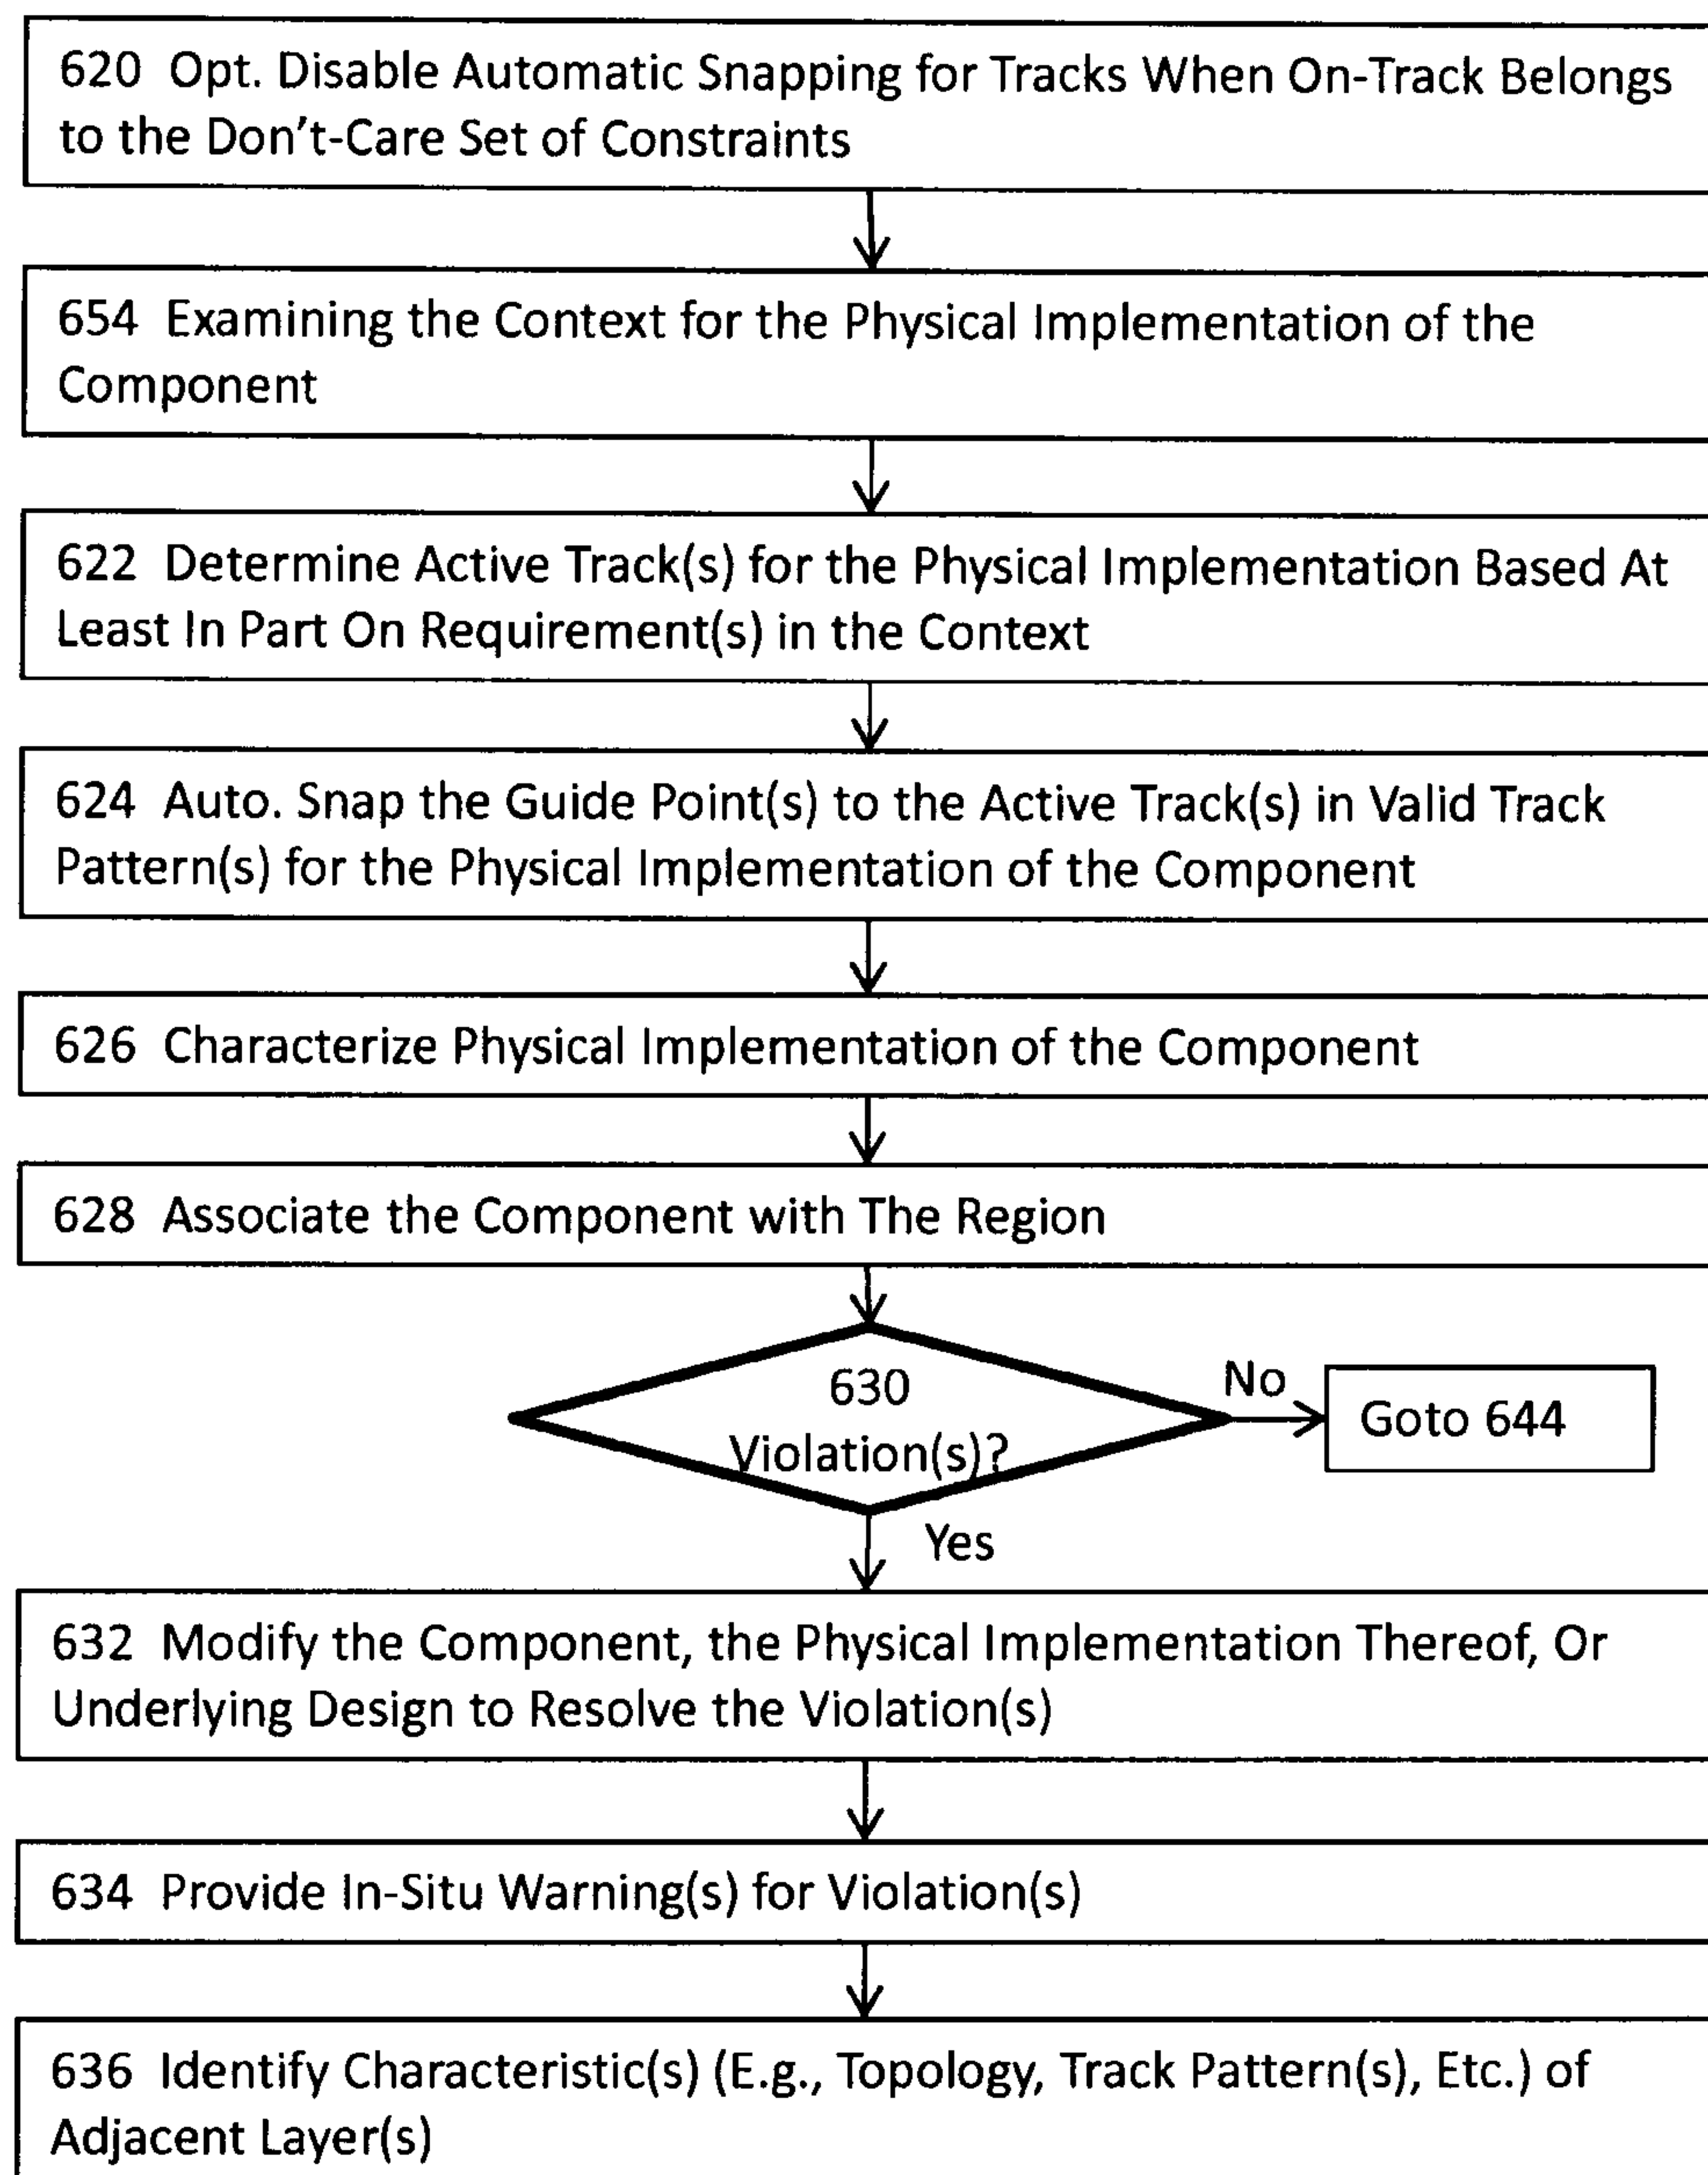 620 Opt. Disable Automatic Snapping for Tracks When On-Track Belongs
to the Don't-Care Set of Constraints
654 Examining the Context for the Physical Implementation of the
Component
622 Determine Active Track(s) for the Physical Implementation Based At
Least In Part On Requirement(s) in the Context
624 Auto. Snap the Guide Point(s) to the Active Track(s) in Valid Track
Pattern(s) for the Physical Implementation of the Component
626 Characterize Physical Implementation of the Component
628 Associate the Component with The Region
630
Violation(s)?
No
Goto 644
Yes
632 Modify the Component, the Physical Implementation Thereof, Or
Underlying Design to Resolve the Violation(s)
634 Provide In-Situ Warning(s) for Violation(s)
636 Identify Characteristic(s) (E.g., Topology, Track Pattern(s), Etc.) of
Adjacent Layer(s)